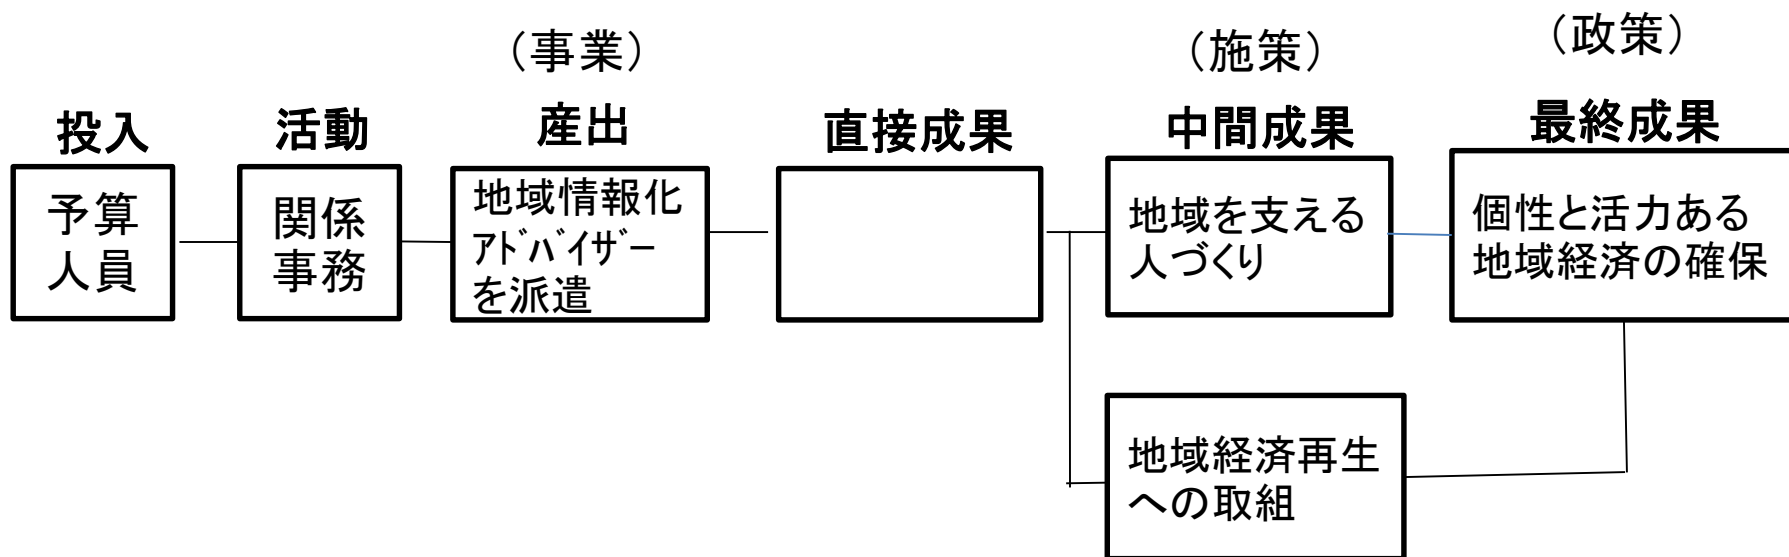 （事業）
（施策）
（政策）
投入
活動
産出
直接成果
中間成果
最終成果
予算
人員
関係
事務
地域情報化
ｱﾄﾞﾊﾞｲｻﾞｰ
を派遣
地域を支える
人づくり
個性と活力ある
地域経済の確保
地域経済再生
への取組